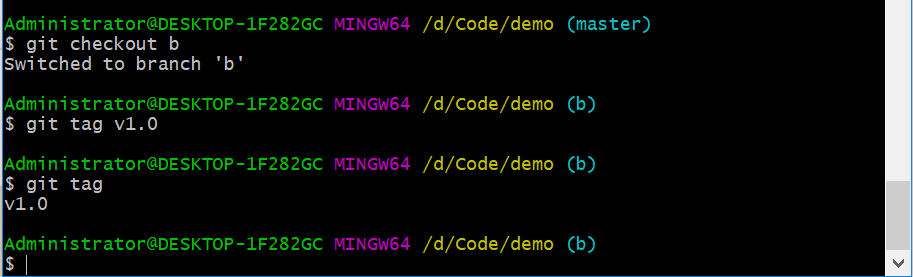 Administrator@DESKTOP-1F282GC MINGW64 /d/Code/demo (master)
$ git checkout b
Switched to branch 'b'
Administrator@DESKTOP-1F282GC MINGW64 /d/Code/demo (b)
$ git tag v1.0
Administrator@DESKTOP-1F282GC MINGW64 /d/Code/demo (b)
$ git tag
v1.0
Administrator@DESKTOP-1F282GC MINGW64 /d/Code/demo (b)
$